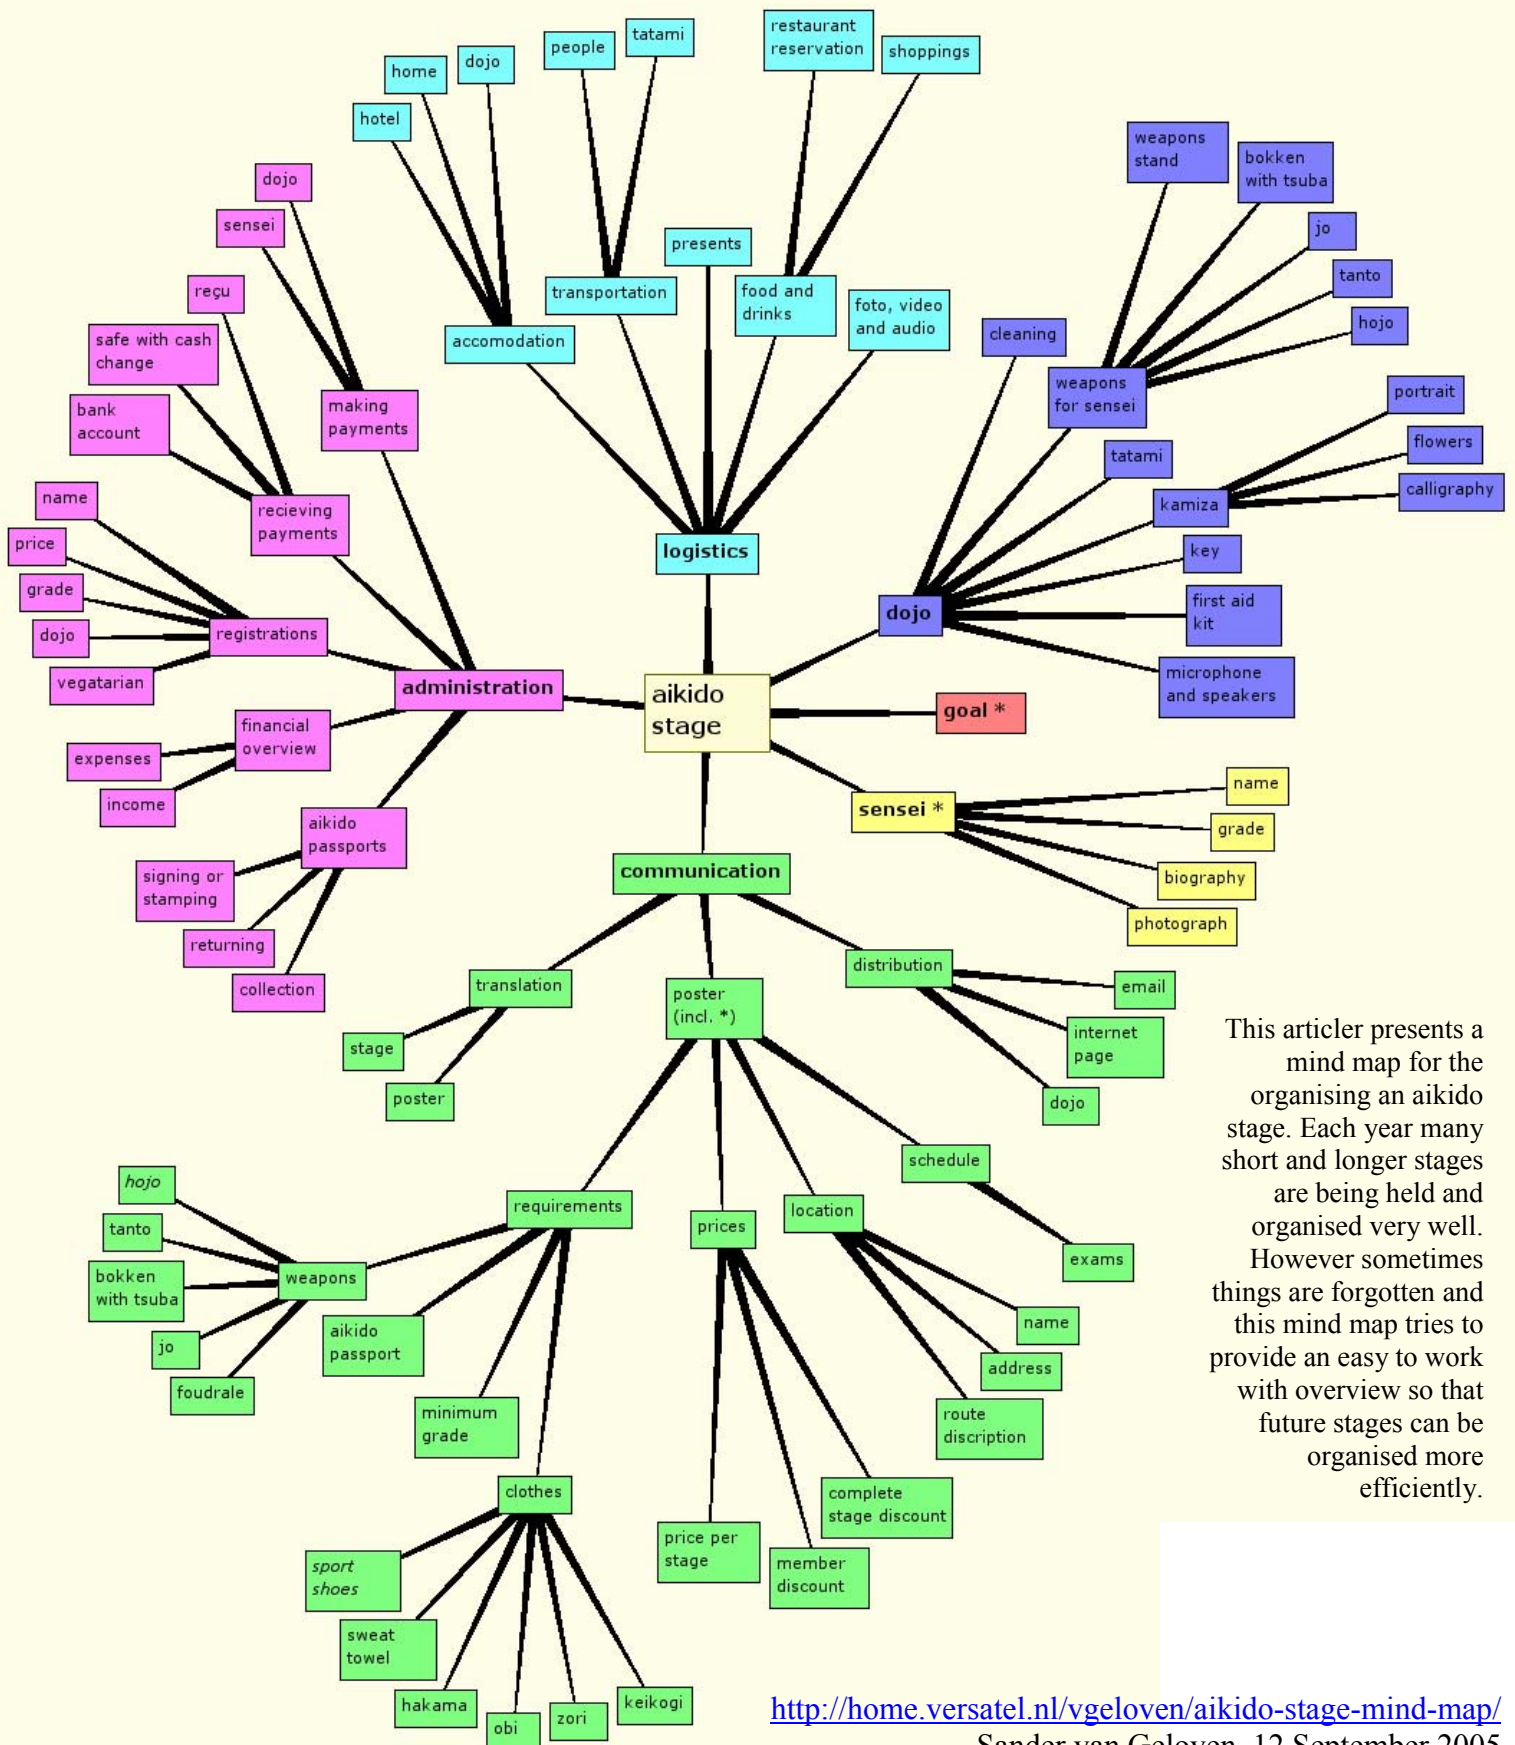 restaurant
reservation
shoppings
tatami
people
dojo
home
hotel
presents
transportation
food and
drinks
foto, video
and audio
accomodation
logistics
weapons
stand
bokken
with tsuba
jo
tanto
hojo
cleaning
weapons
for sensei
portrait
flowers
calligraphy
tatami
kamiza
key
first aid
kit
microphone
and speakers
dojo
dojo
sensei
reçu
safe with cash
change
making
payments
bank
account
recieving
payments
name
price
grade
dojo
vegatarian
registrations
administration
financial
overview
expenses
income
aikido
passports
signing or
stamping
returning
collection
aikido
stage
goal *
sensei *
name
grade
biography
photograph
communication
translation
stage
poster
poster
(incl. *)
distribution
email
internet
page
dojo
schedule
exams
location
name
address
route
discription
prices
price per
stage
member
discount
complete
stage discount
requirements
weapons
hojo
tanto
bokken
with tsuba
jo
foudrale
aikido
passport
minimum
grade
clothes
sport
shoes
sweat
towel
hakama
obi
zori
keikogi
This articler presents a
mind map for the
organising an aikido
stage. Each year many
short and longer stages
are being held and
organised very well.
However sometimes
things are forgotten and
this mind map tries to
provide an easy to work
with overview so that
future stages can be
organised more
efficiently.
http://home.versatel.nl/vgeloven/aikido-stage-mind-map/
Sander van Geloven, 12 September 2005